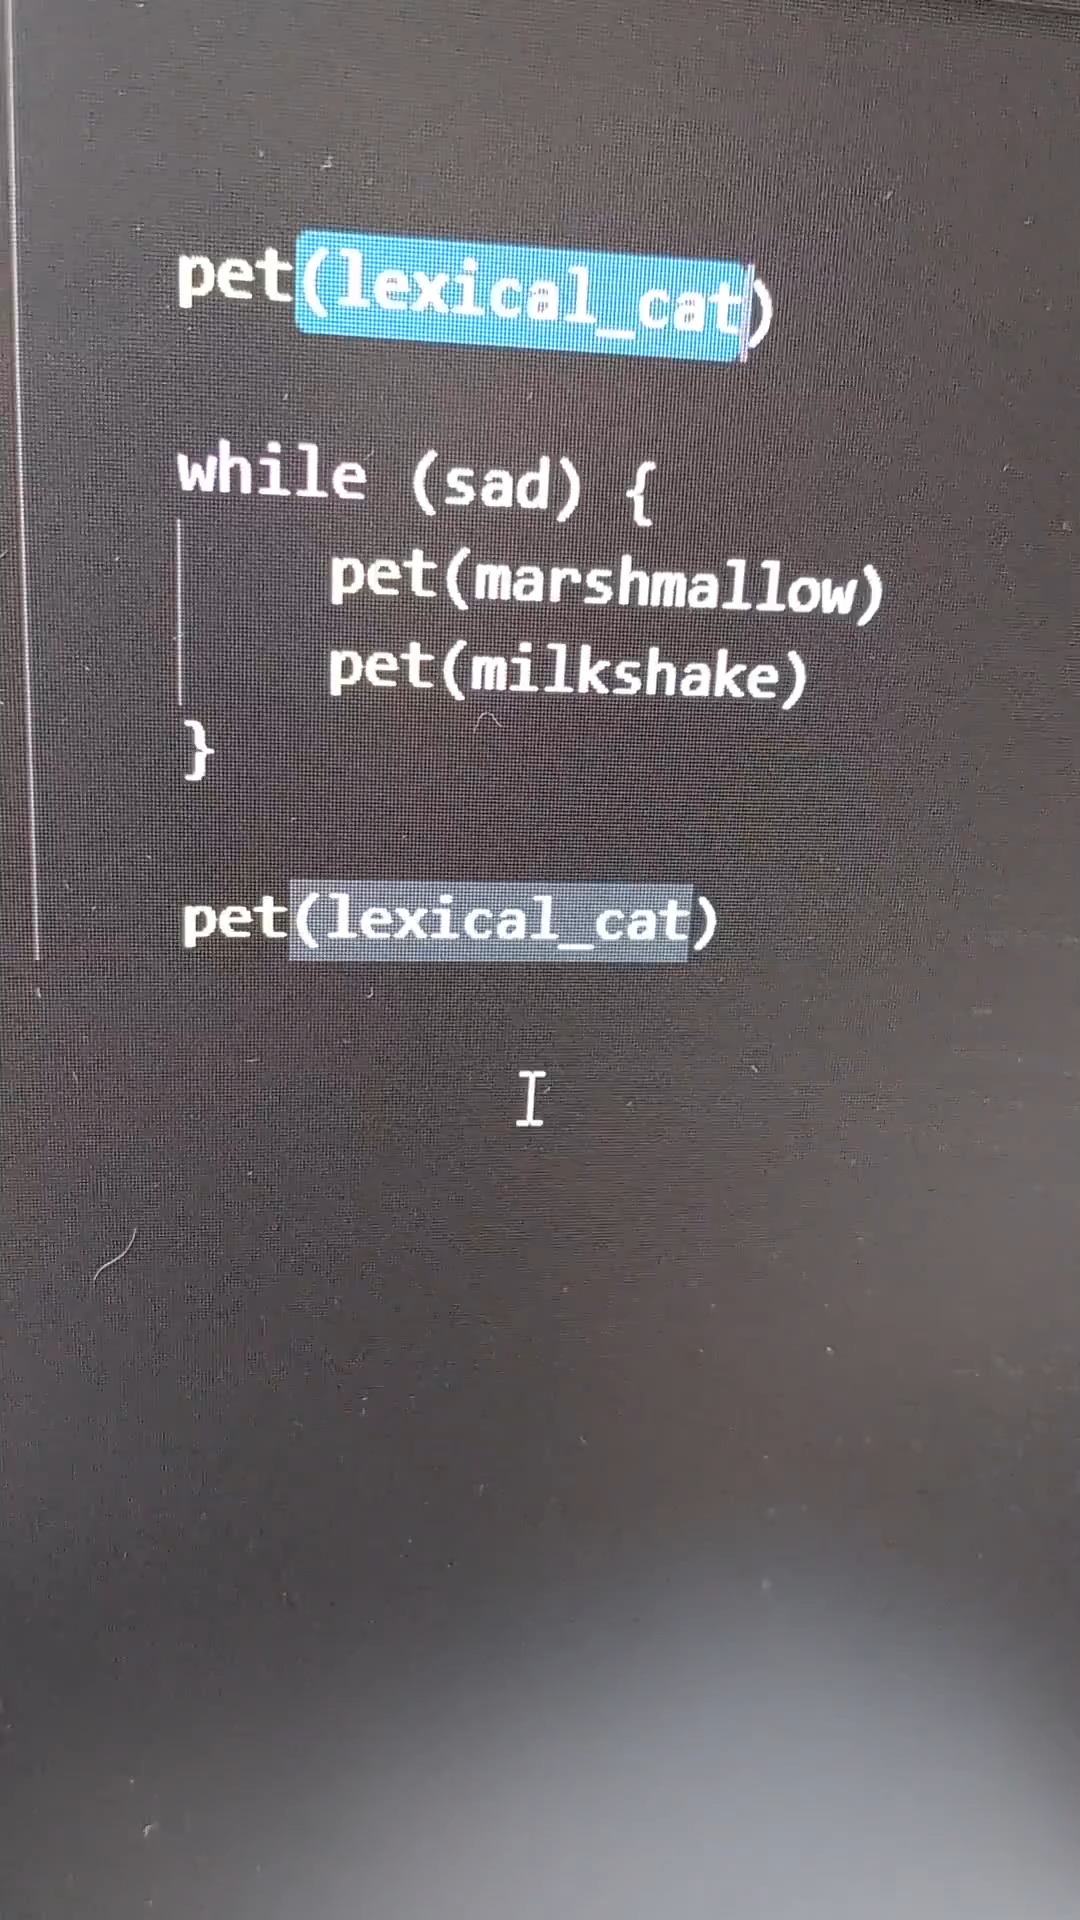 pet(lexical_cat)
while (sad) {
pet(marshmallow)
pet(milkshake)
}
pet(lexical_cat)